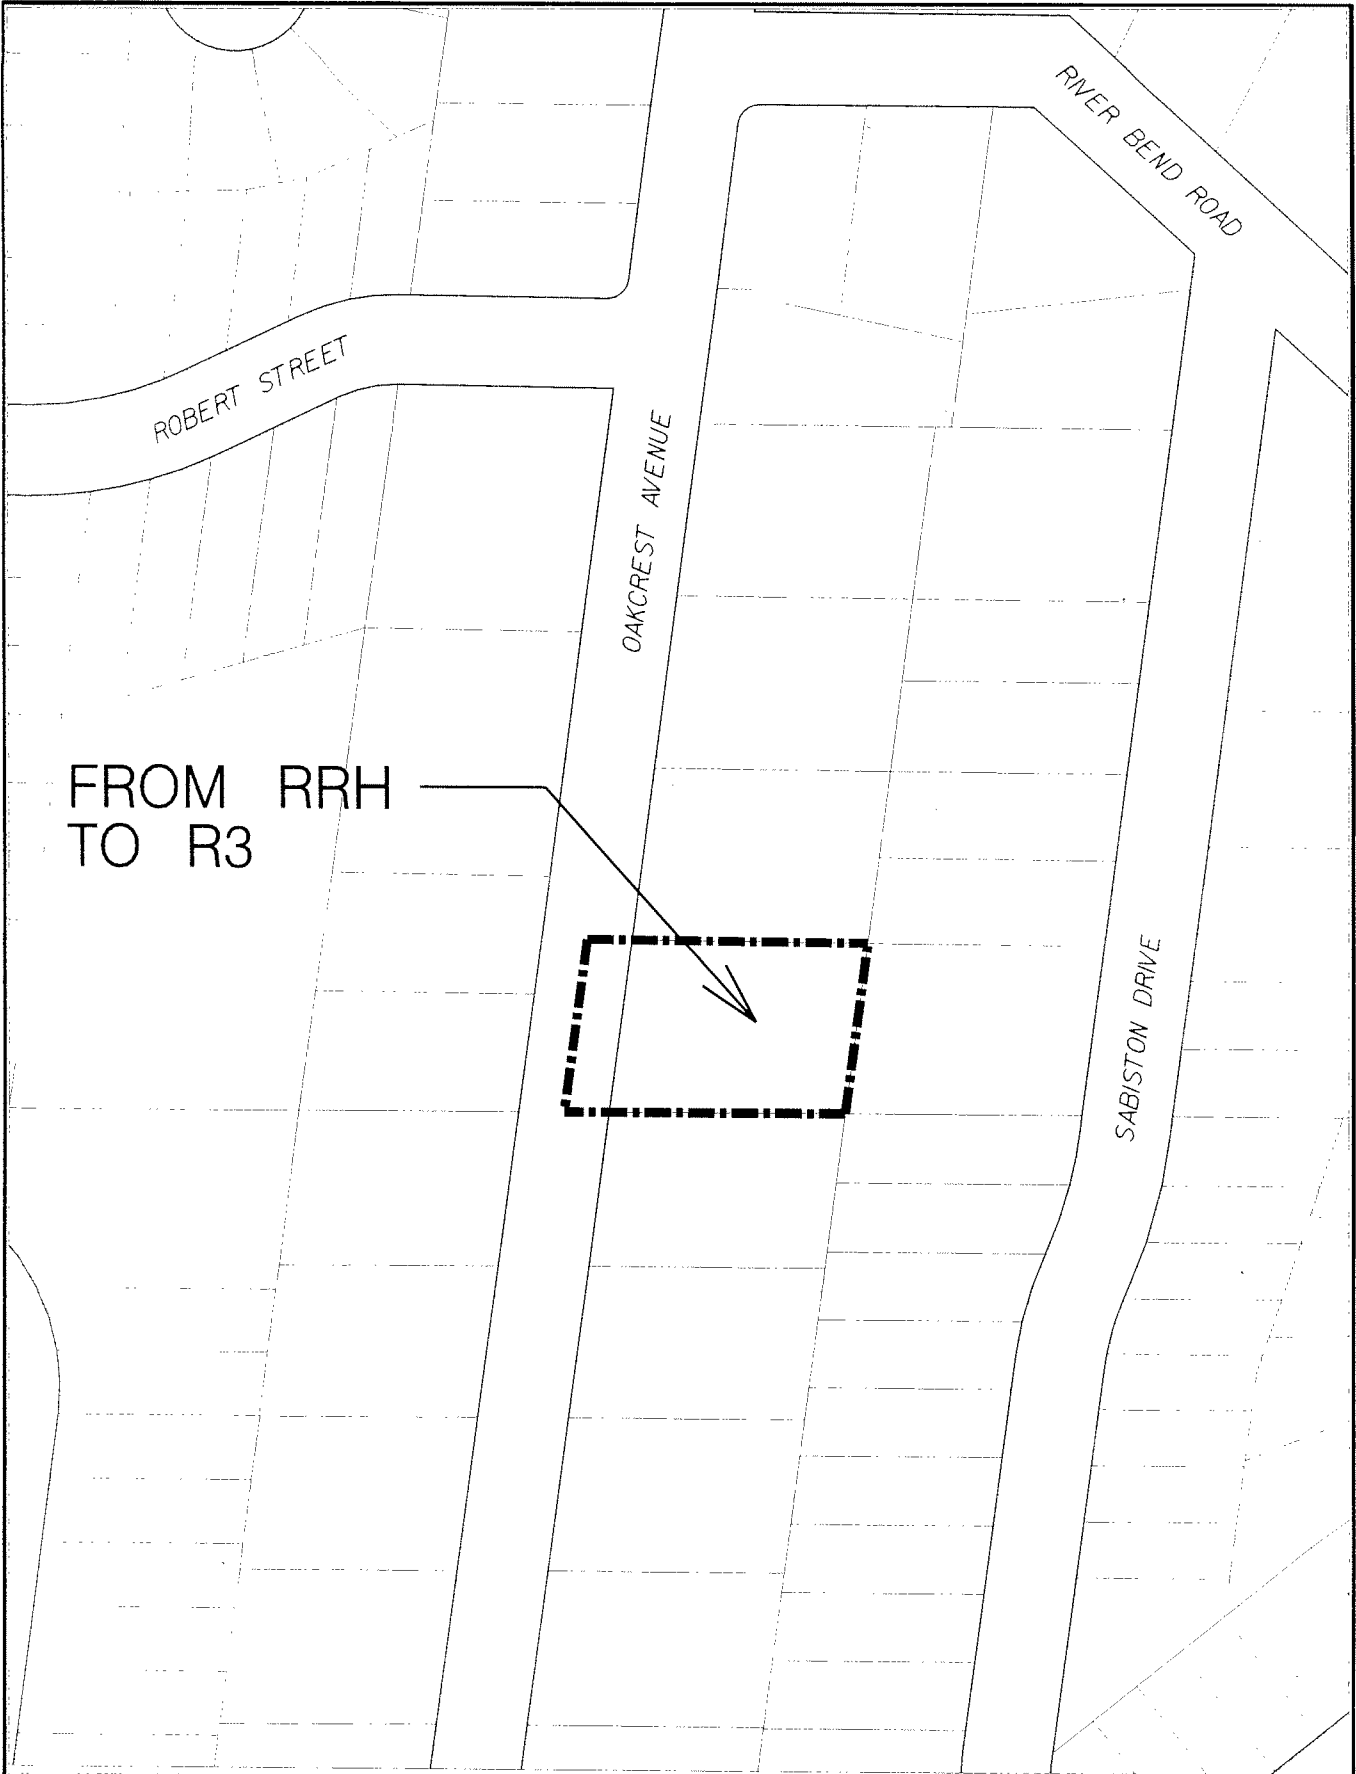 RIVER BEND ROAD
ROBERT STREET
OAKCREST AVENUE
FROM RRH
TO R3
SABISTON DRIVE